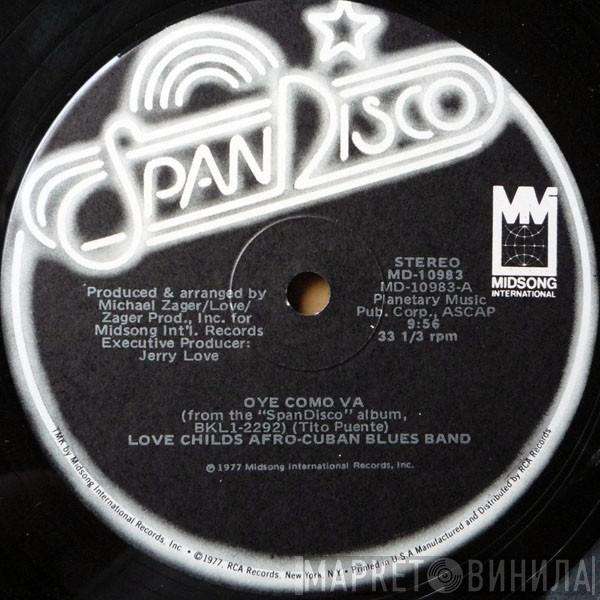 SPAN DISCO
MM
MIDSONG
INTERNATIONAL
STEREO
MD-10983
MD-10983-A
Planetary Music
Pub. Corp., ASCAP
9:56
33 1/3 rpm
Produced & arranged by
Michael Zager/Love/
Zager Prod., Inc. for
Midsong Int'l. Records
Executive Producer:
Jerry Love
OYE COMO VA
(from the "SpanDisco" album,
BKL1-2292) (Tito Puente)
LOVE CHILDS AFRO-CUBAN BLUES BAND
℗ 1977 Midsong International Records, Inc.
TMK by Midsong International Records, Inc. • ©1977, RCA Records, New York, N.Y. • Printed in U.S.A. Manufactured and Distributed by RCA Records
МАРКЕТ ВИНИЛА